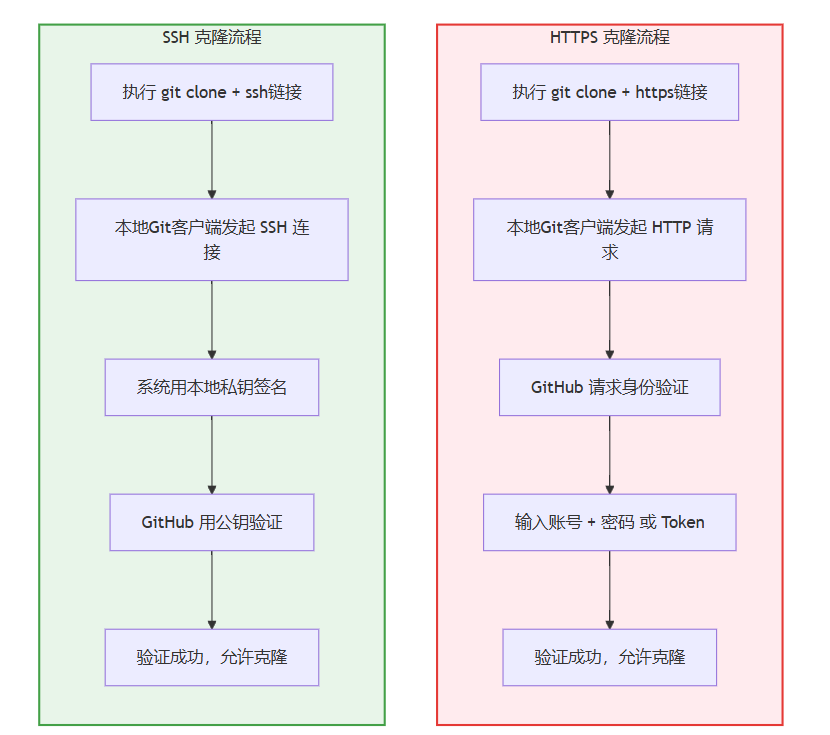 SSH 克隆流程
执行 git clone + ssh链接
本地Git客户端发起 SSH 连
接
系统用本地私钥签名
GitHub 用公钥验证
验证成功，允许克隆
HTTPS 克隆流程
执行 git clone + https链接
本地Git客户端发起 HTTP 请
求
GitHub 请求身份验证
输入账号 + 密码 或 Token
验证成功，允许克隆